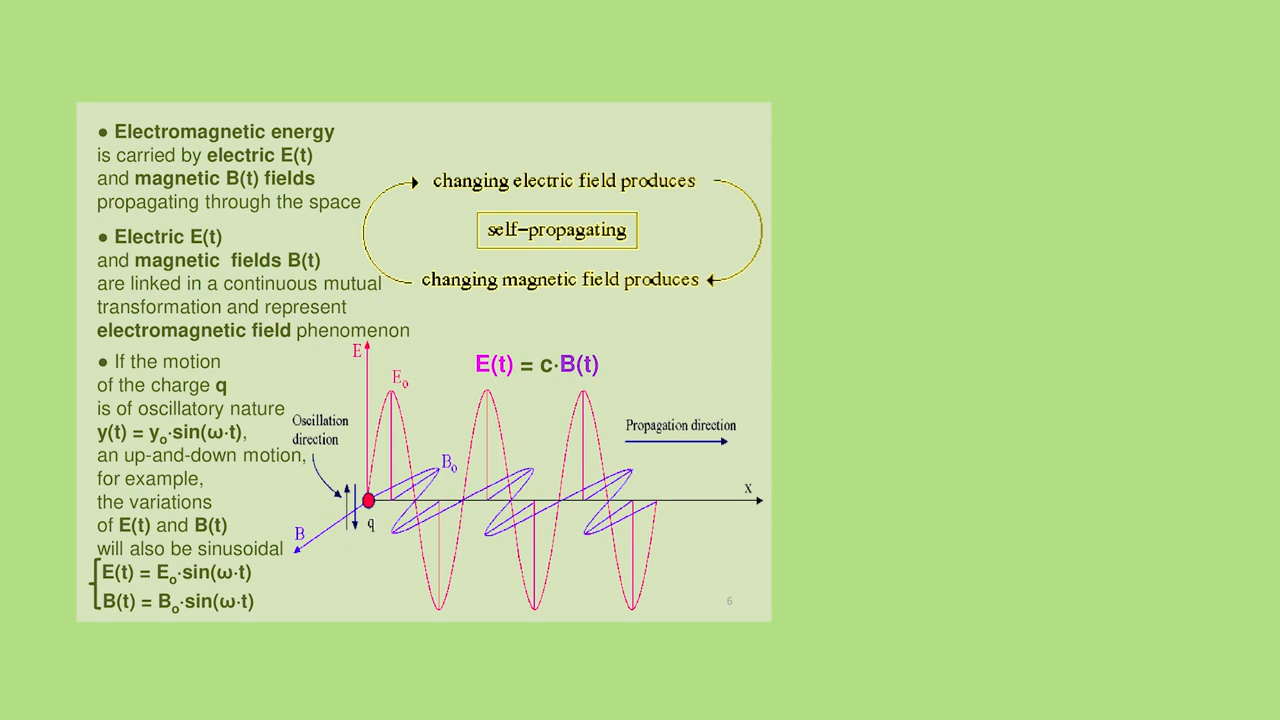 ● Electromagnetic energy
is carried by electric E(t)
and magnetic B(t) fields
propagating through the space
● Electric E(t)
and magnetic fields B(t)
are linked in a continuous mutual
transformation and represent
electromagnetic field phenomenon
● If the motion
of the charge q
is of oscillatory nature
y(t) = yo·sin(ω·t),
an up-and-down motion,
for example,
the variations
of E(t) and B(t)
will also be sinusoidal
E(t) = Eo·sin(ω·t)
B(t) = Bo·sin(ω·t)
changing electric field produces
self-propagating
changing magnetic field produces
E(t) = c·B(t)
E
Eo
Oscillation
direction
Propagation direction
Bo
x
q
B
6